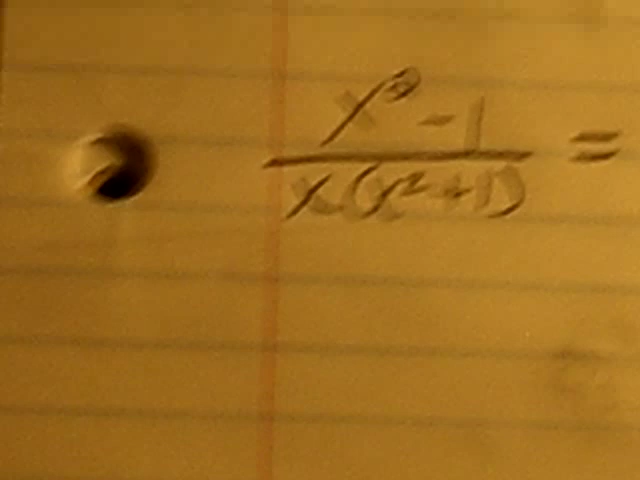 x² - 1 / x(x² + 1) =